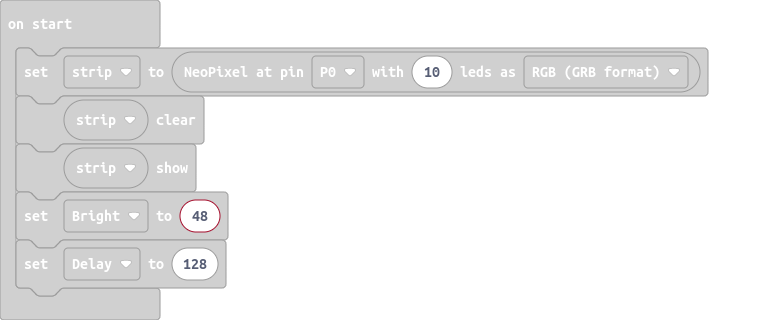 on start
set strip to NeoPixel at pin P0 with 10 leds as RGB (GRB format)
strip clear
strip show
set Bright to 48
set Delay to 128